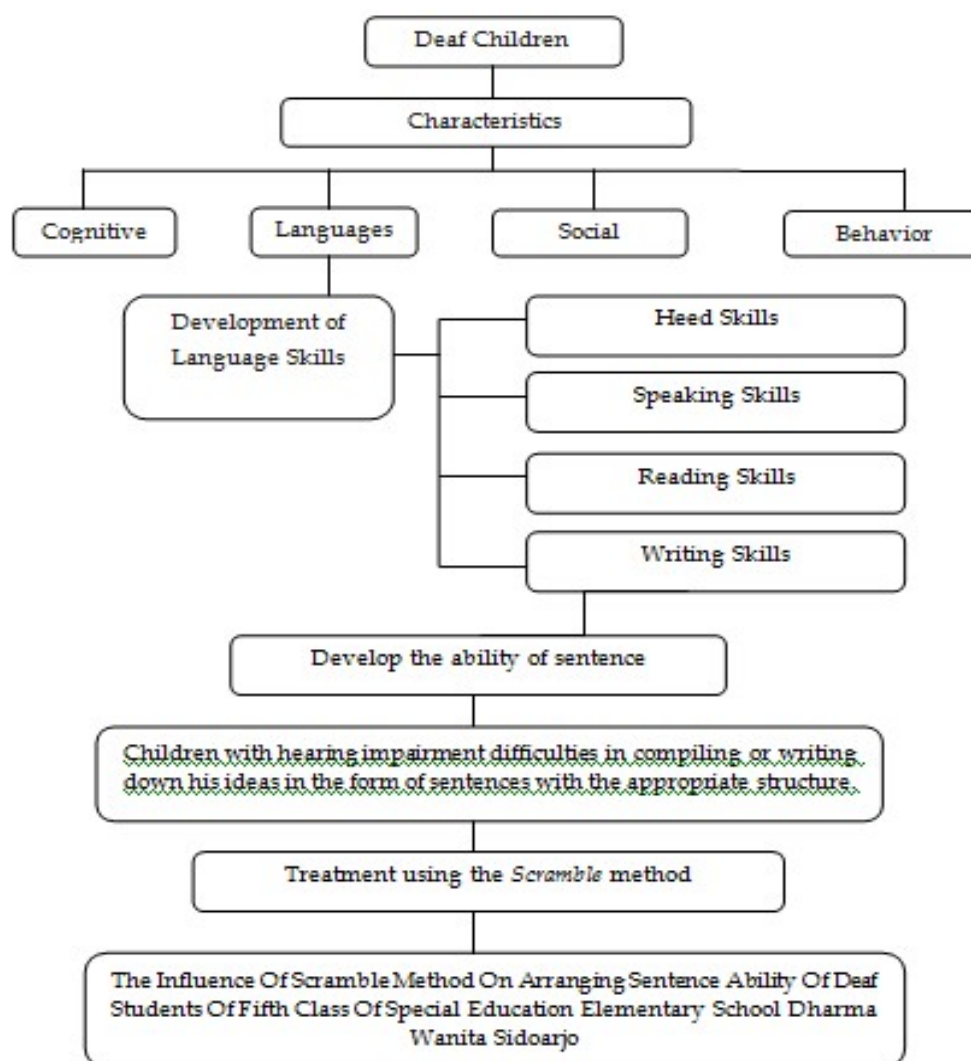 Deaf Children
Characteristics
Cognitive
Languages
Social
Behavior
Development of
Language Skills
Heed Skills
Speaking Skills
Reading Skills
Writing Skills
Develop the ability of sentence
Children with hearing impairment difficulties in compiling or writing
down his ideas in the form of sentences with the appropriate structure.
Treatment using the Scramble method
The Influence Of Scramble Method On Arranging Sentence Ability Of Deaf
Students Of Fifth Class Of Special Education Elementary School Dharma
Wanita Sidoarjo